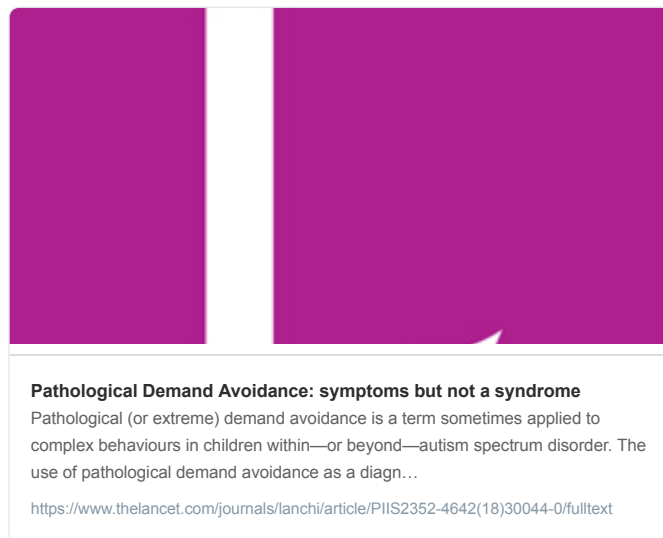 Pathological Demand Avoidance: symptoms but not a syndrome
Pathological (or extreme) demand avoidance is a term sometimes applied to
complex behaviours in children within—or beyond—autism spectrum disorder. The
use of pathological demand avoidance as a diagn…
https://www.thelancet.com/journals/lanchi/article/PIIS2352-4642(18)30044-0/fulltext